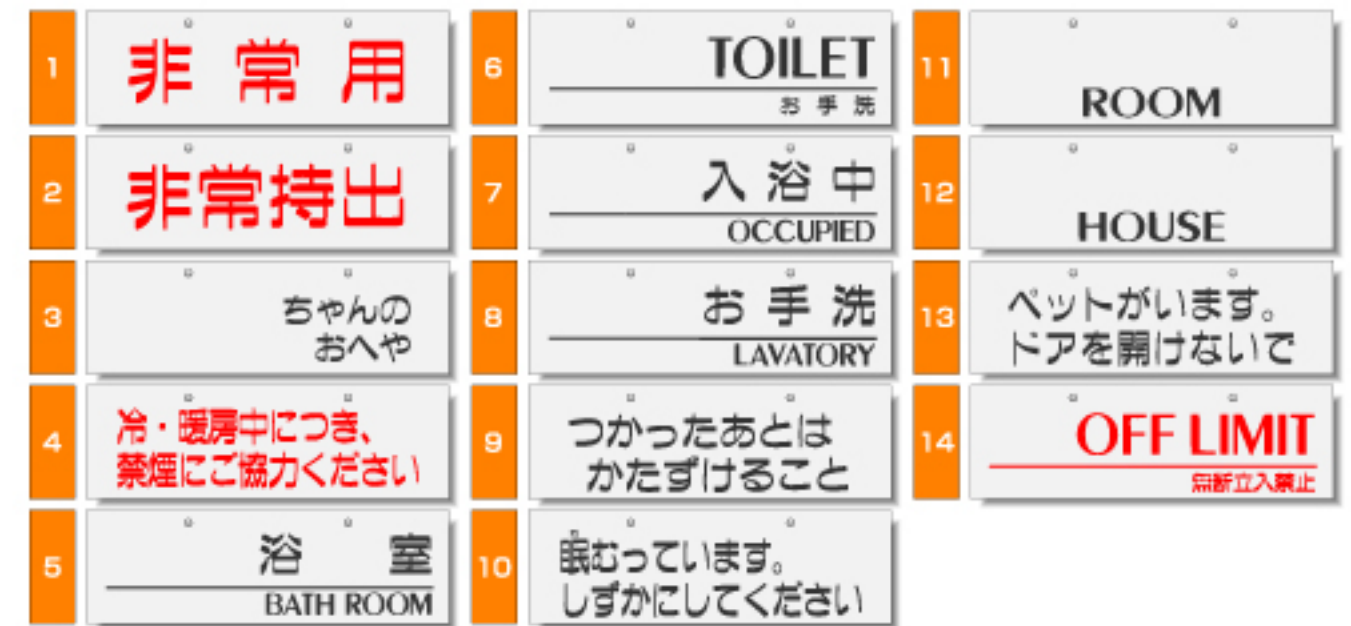 1
非常用
2
非常持出
3
ちゃんの
おへや
4
冷・暖房中につき、
禁煙にご協力ください
5
浴室
BATH ROOM
6
TOILET
お手洗
7
入浴中
OCCUPIED
8
お手洗
LAVATORY
9
つかったあとは
かたずけること
10
眠むっています。
しずかにしてください
11
ROOM
12
HOUSE
13
ペットがいます。
ドアを開けないで
14
OFF LIMIT
無断立入禁止